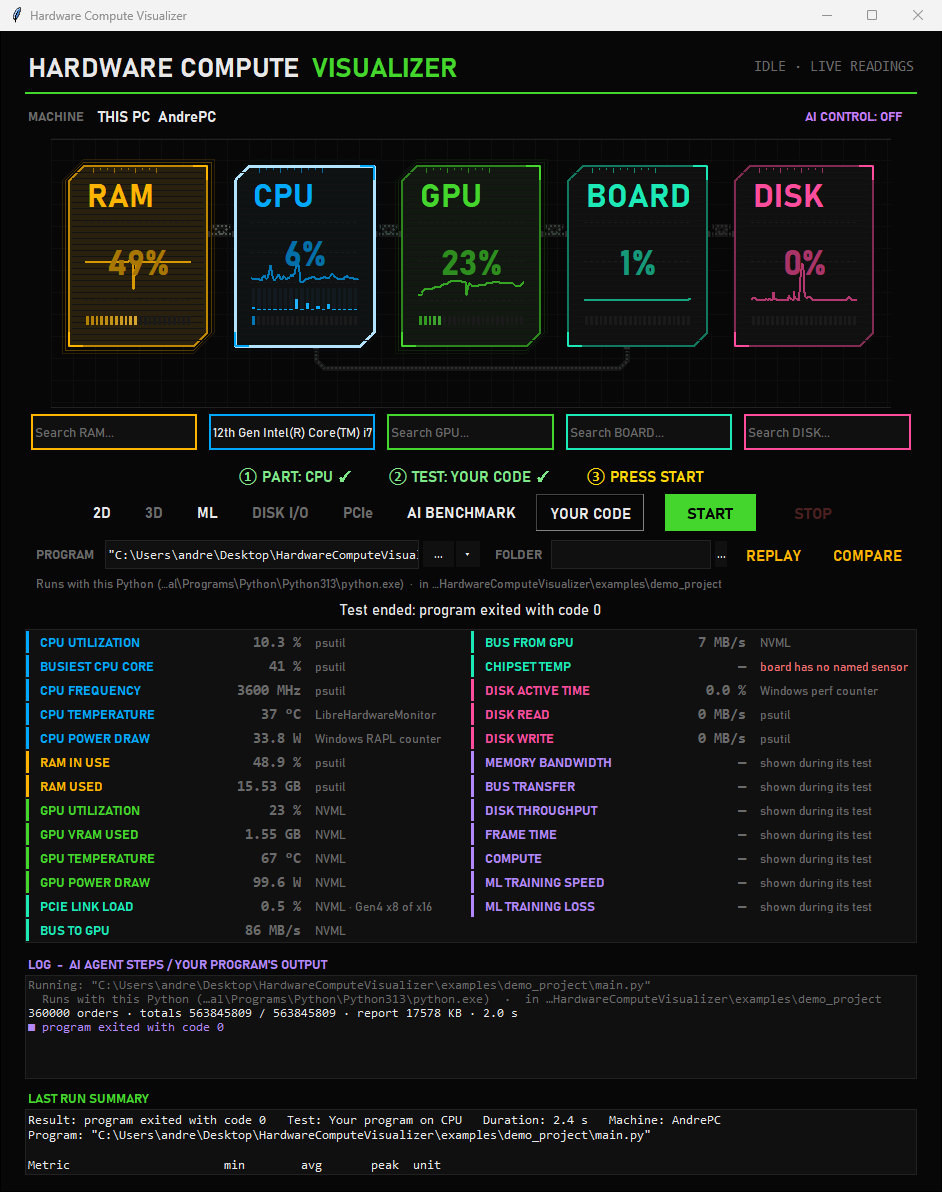 Hardware Compute Visualizer
HARDWARE COMPUTE VISUALIZER
IDLE · LIVE READINGS
MACHINE THIS PC AndrePC
AI CONTROL: OFF
RAM CPU GPU BOARD DISK
49% 6% 23% 1% 0%
Search RAM... 12th Gen Intel(R) Core(TM) i7 Search GPU... Search BOARD... Search DISK...
① PART: CPU ✓ ② TEST: YOUR CODE ✓ ③ PRESS START
2D 3D ML DISK I/O PCIe AI BENCHMARK YOUR CODE START STOP
PROGRAM "C:\Users\andre\Desktop\HardwareComputeVisual ... ▾ FOLDER ... REPLAY COMPARE
Runs with this Python (…al\Programs\Python\Python313\python.exe) · in …HardwareComputeVisualizer\examples\demo_project
Test ended: program exited with code 0
CPU UTILIZATION 10.3 % psutil
BUSIEST CPU CORE 41 % psutil
CPU FREQUENCY 3600 MHz psutil
CPU TEMPERATURE 37 °C LibreHardwareMonitor
CPU POWER DRAW 33.8 W Windows RAPL counter
RAM IN USE 48.9 % psutil
RAM USED 15.53 GB psutil
GPU UTILIZATION 23 % NVML
GPU VRAM USED 1.55 GB NVML
GPU TEMPERATURE 67 °C NVML
GPU POWER DRAW 99.6 W NVML
PCIE LINK LOAD 0.5 % NVML · Gen4 x8 of x16
BUS TO GPU 86 MB/s NVML
BUS FROM GPU 7 MB/s NVML
CHIPSET TEMP — board has no named sensor
DISK ACTIVE TIME 0.0 % Windows perf counter
DISK READ 0 MB/s psutil
DISK WRITE 0 MB/s psutil
MEMORY BANDWIDTH — shown during its test
BUS TRANSFER — shown during its test
DISK THROUGHPUT — shown during its test
FRAME TIME — shown during its test
COMPUTE — shown during its test
ML TRAINING SPEED — shown during its test
ML TRAINING LOSS — shown during its test
LOG - AI AGENT STEPS / YOUR PROGRAM'S OUTPUT
Running: "C:\Users\andre\Desktop\HardwareComputeVisualizer\examples\demo_project\main.py"
Runs with this Python (…al\Programs\Python\Python313\python.exe) · in …HardwareComputeVisualizer\examples\demo_project
360000 orders · totals 563845809 / 563845809 · report 17578 KB · 2.0 s
■ program exited with code 0
LAST RUN SUMMARY
Result: program exited with code 0 Test: Your program on CPU Duration: 2.4 s Machine: AndrePC
Program: "C:\Users\andre\Desktop\HardwareComputeVisualizer\examples\demo_project\main.py"
Metric min avg peak unit